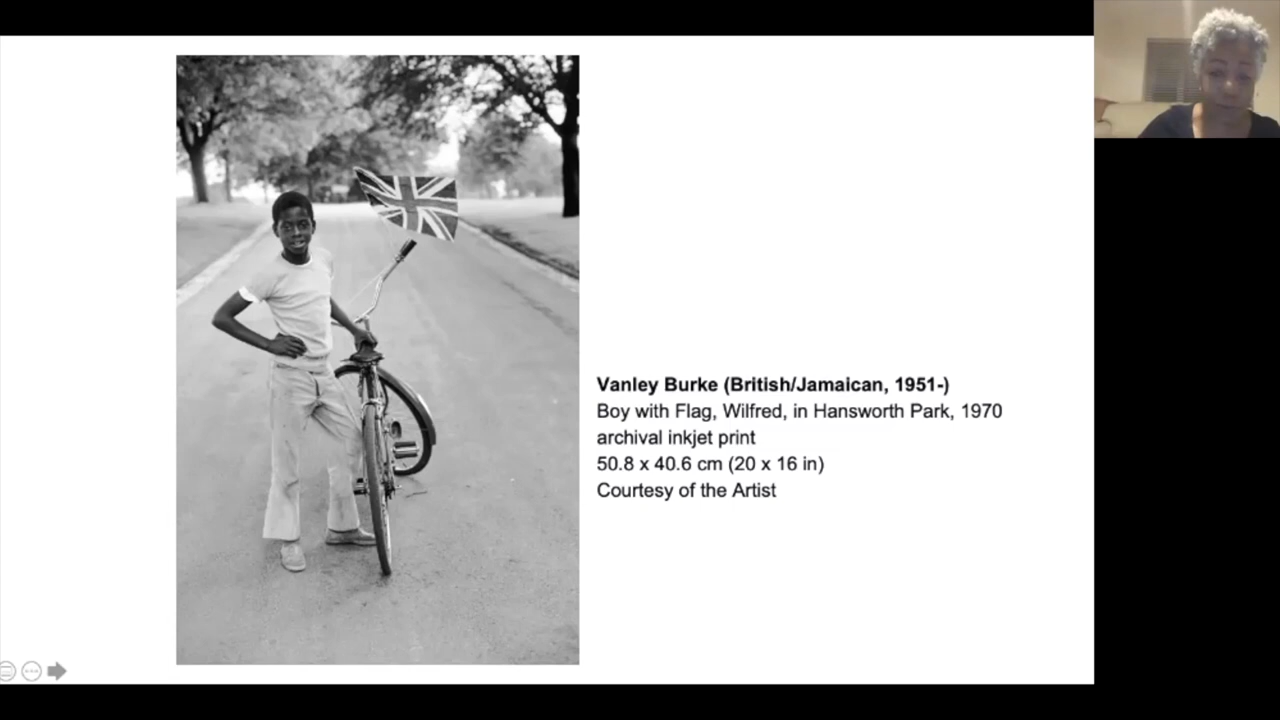 Vanley Burke (British/Jamaican, 1951-)
Boy with Flag, Wilfred, in Hansworth Park, 1970
archival inkjet print
50.8 x 40.6 cm (20 x 16 in)
Courtesy of the Artist